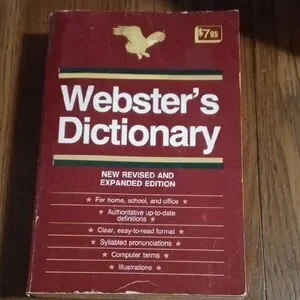 $7.95
Webster's
Dictionary
NEW REVISED AND
EXPANDED EDITION
★ For home, school, and office ★
★ Authoritative up-to-date ★
definitions
★ Clear, easy-to-read format ★
★ Syllabled pronunciations ★
★ Computer terms ★
★ Illustrations ★